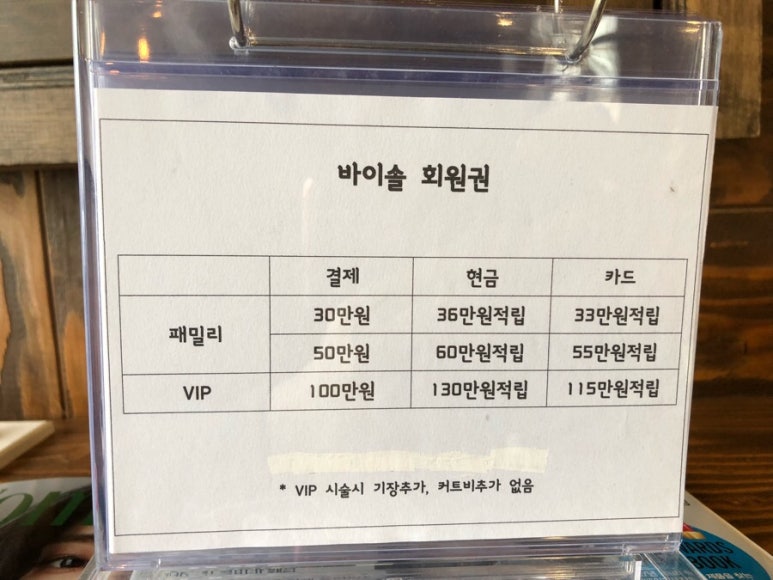 바이솔 회원권
결제 현금 카드
패밀리 30만원 36만원적립 33만원적립
50만원 60만원적립 55만원적립
VIP 100만원 130만원적립 115만원적립
* VIP 시술시 기장추가, 커트비추가 없음